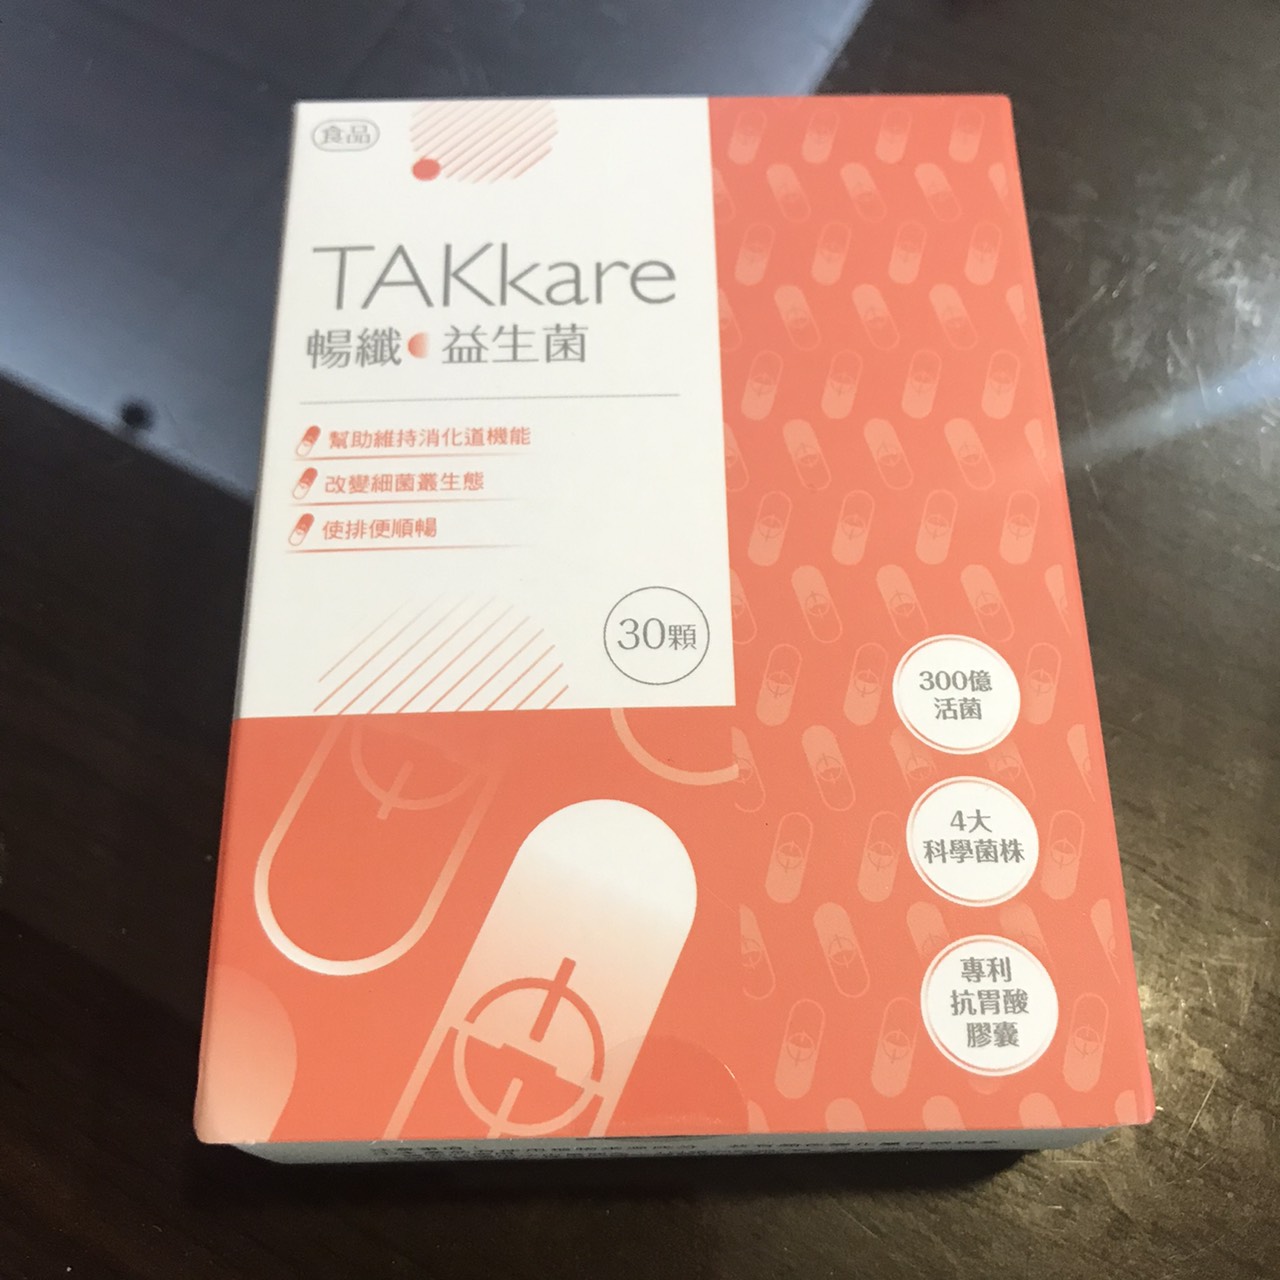 食品
TAKkare
暢纖 益生菌
幫助維持消化道機能
改變細菌叢生態
使排便順暢
30顆
300億
活菌
4大
科學菌株
專利
抗胃酸
膠囊